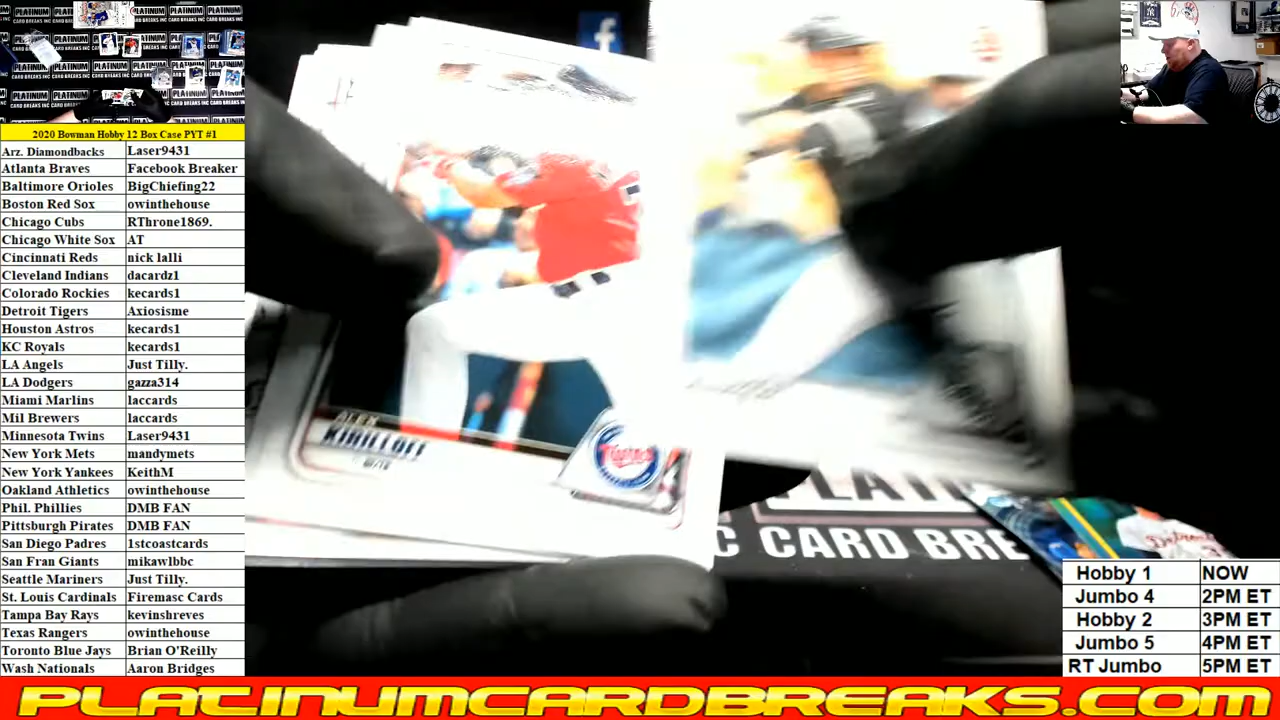 2020 Bowman Hobby 12 Box Case PYT #1
Arz. Diamondbacks Laser9431
Atlanta Braves Facebook Breaker
Baltimore Orioles BigChiefing22
Boston Red Sox owinthehouse
Chicago Cubs RThrone1869.
Chicago White Sox AT
Cincinnati Reds nick lalli
Cleveland Indians dacardz1
Colorado Rockies kecards1
Detroit Tigers Axiosisme
Houston Astros kecards1
KC Royals kecards1
LA Angels Just Tilly.
LA Dodgers gazza314
Miami Marlins laccards
Mil Brewers laccards
Minnesota Twins Laser9431
New York Mets mandymets
New York Yankees KeithM
Oakland Athletics owinthehouse
Phil. Phillies DMB FAN
Pittsburgh Pirates DMB FAN
San Diego Padres 1stcoastcards
San Fran Giants mikawlbbc
Seattle Mariners Just Tilly.
St. Louis Cardinals Firemasc Cards
Tampa Bay Rays kevinshreves
Texas Rangers owinthehouse
Toronto Blue Jays Brian O'Reilly
Wash Nationals Aaron Bridges
ALEX
KIRILLOFF
Twins
PLATIN
C CARD BRE
Detroit
Hobby 1 NOW
Jumbo 4 2PM ET
Hobby 2 3PM ET
Jumbo 5 4PM ET
RT Jumbo 5PM ET
PLATINUMCARDBREAKS.COM